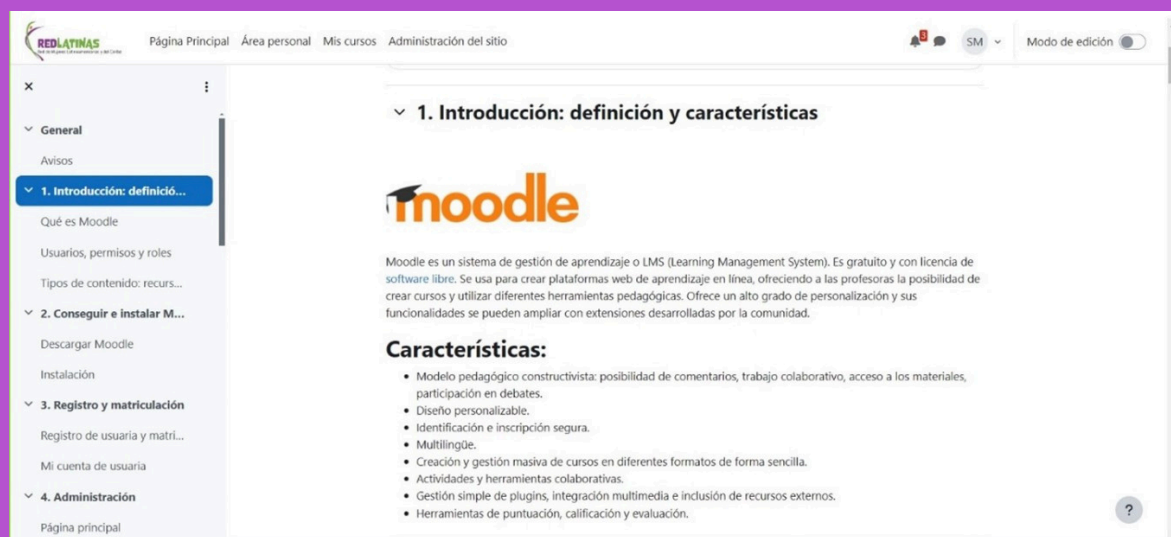 REDLATINAS
Página Principal Área personal Mis cursos Administración del sitio
3
SM
Modo de edición
General
Avisos
1. Introducción: definició...
Qué es Moodle
Usuarios, permisos y roles
Tipos de contenido: recurs...
2. Conseguir e instalar M...
Descargar Moodle
Instalación
3. Registro y matriculación
Registro de usuaria y matri...
Mi cuenta de usuaria
4. Administración
Página principal
1. Introducción: definición y características
moodle
Moodle es un sistema de gestión de aprendizaje o LMS (Learning Management System). Es gratuito y con licencia de
software libre. Se usa para crear plataformas web de aprendizaje en línea, ofreciendo a las profesoras la posibilidad de
crear cursos y utilizar diferentes herramientas pedagógicas. Ofrece un alto grado de personalización y sus
funcionalidades se pueden ampliar con extensiones desarrolladas por la comunidad.
Características:
• Modelo pedagógico constructivista: posibilidad de comentarios, trabajo colaborativo, acceso a los materiales,
participación en debates.
• Diseño personalizable.
• Identificación e inscripción segura.
• Multilingüe.
• Creación y gestión masiva de cursos en diferentes formatos de forma sencilla.
• Actividades y herramientas colaborativas.
• Gestión simple de plugins, integración multimedia e inclusión de recursos externos.
• Herramientas de puntuación, calificación y evaluación.
?